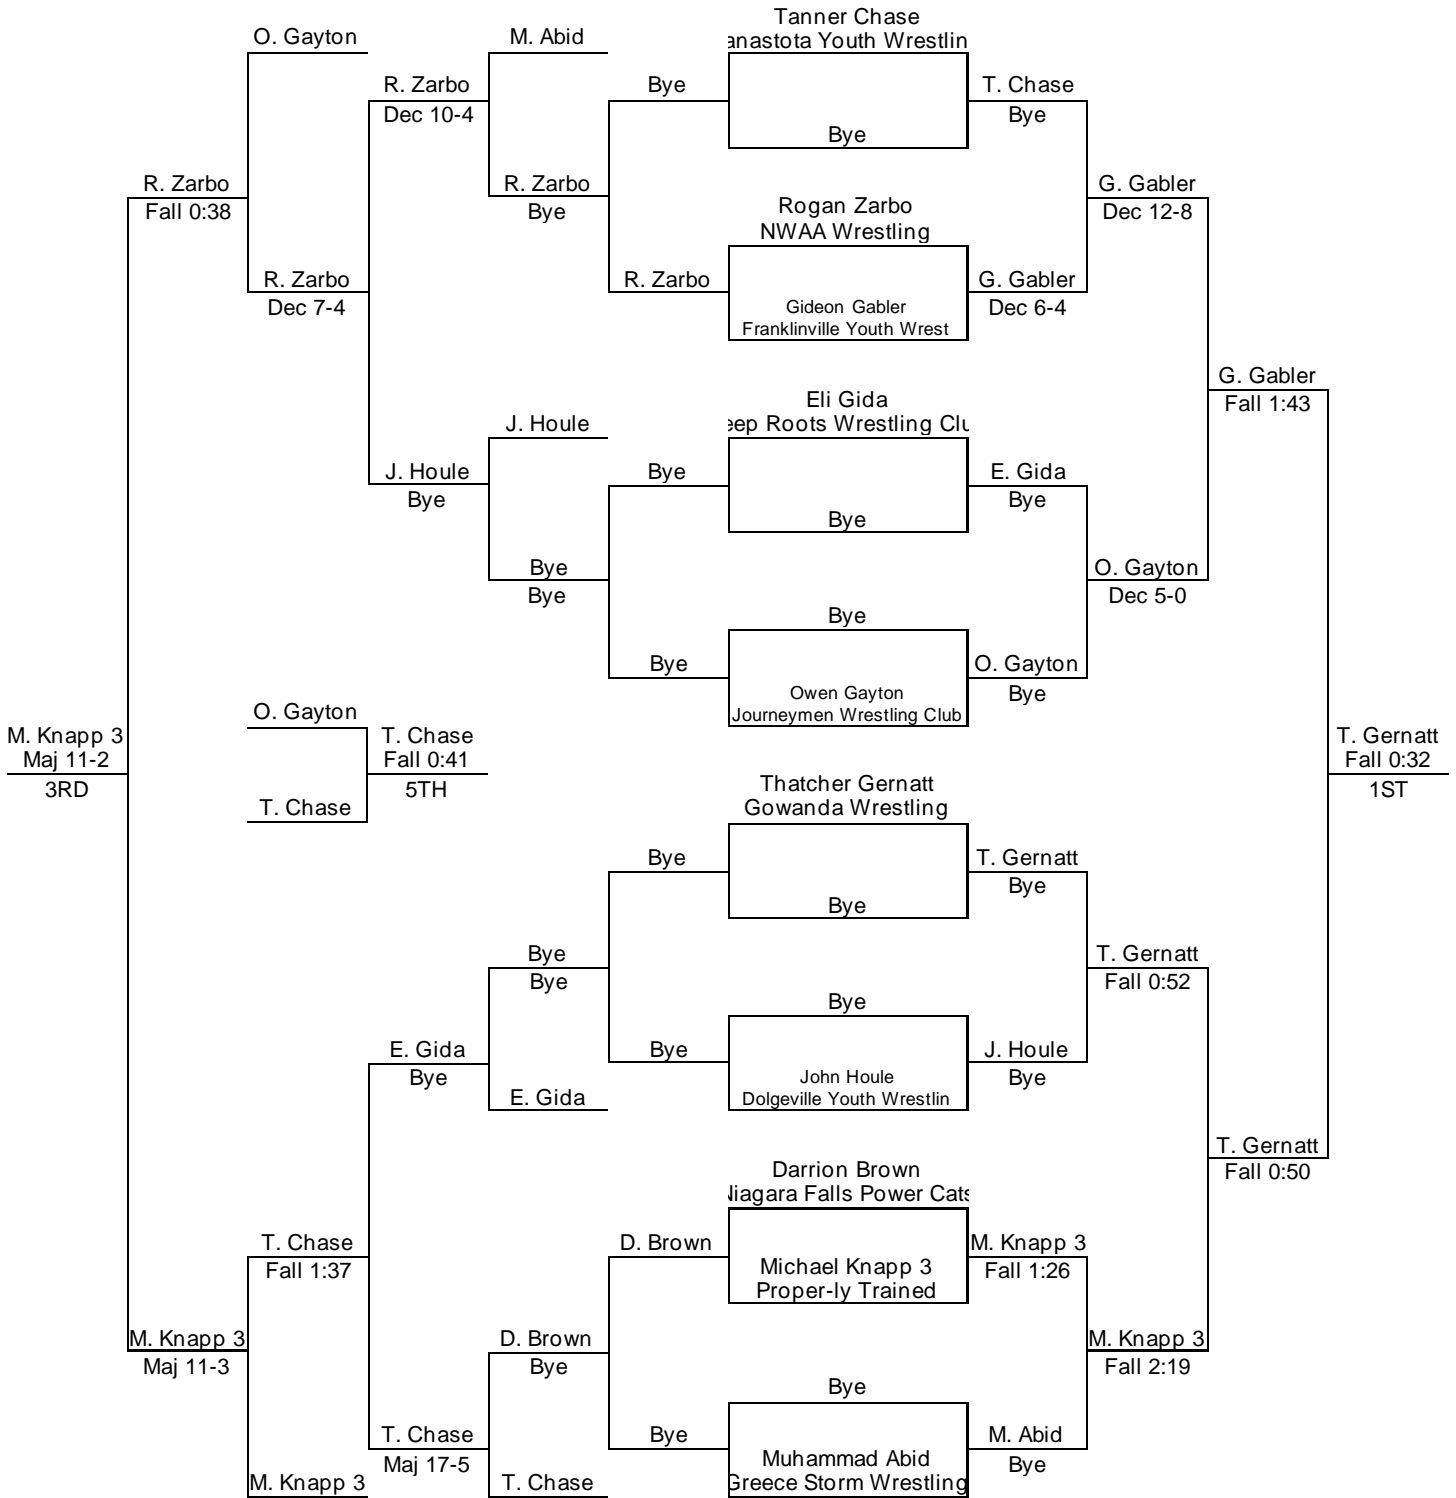 Tanner Chase
anastota Youth Wrestlin
O. Gayton
M. Abid
R. Zarbo
Dec 10-4
Bye
T. Chase
Bye
Bye
R. Zarbo
Fall 0:38
R. Zarbo
Bye
Rogan Zarbo
NWAA Wrestling
G. Gabler
Dec 12-8
R. Zarbo
Dec 7-4
R. Zarbo
Gideon Gabler
Franklinville Youth Wrest
G. Gabler
Dec 6-4
G. Gabler
Fall 1:43
Eli Gida
eep Roots Wrestling Clu
J. Houle
J. Houle
Bye
Bye
E. Gida
Bye
Bye
Bye
Bye
O. Gayton
Dec 5-0
Bye
Bye
O. Gayton
Bye
Owen Gayton
Journeymen Wrestling Club
O. Gayton
M. Knapp 3
Maj 11-2
3RD
T. Chase
Fall 0:41
5TH
T. Chase
T. Gernatt
Fall 0:32
1ST
Thatcher Gernatt
Gowanda Wrestling
Bye
T. Gernatt
Bye
Bye
Bye
Bye
T. Gernatt
Fall 0:52
Bye
E. Gida
Bye
Bye
J. Houle
Bye
John Houle
Dolgeville Youth Wrestlin
E. Gida
T. Gernatt
Fall 0:50
Darrion Brown
Niagara Falls Power Cats
T. Chase
Fall 1:37
D. Brown
M. Knapp 3
Fall 1:26
Michael Knapp 3
Proper-ly Trained
M. Knapp 3
Maj 11-3
D. Brown
Bye
M. Knapp 3
Fall 2:19
Bye
T. Chase
Maj 17-5
Bye
M. Abid
Bye
Muhammad Abid
Greece Storm Wrestling
M. Knapp 3
T. Chase